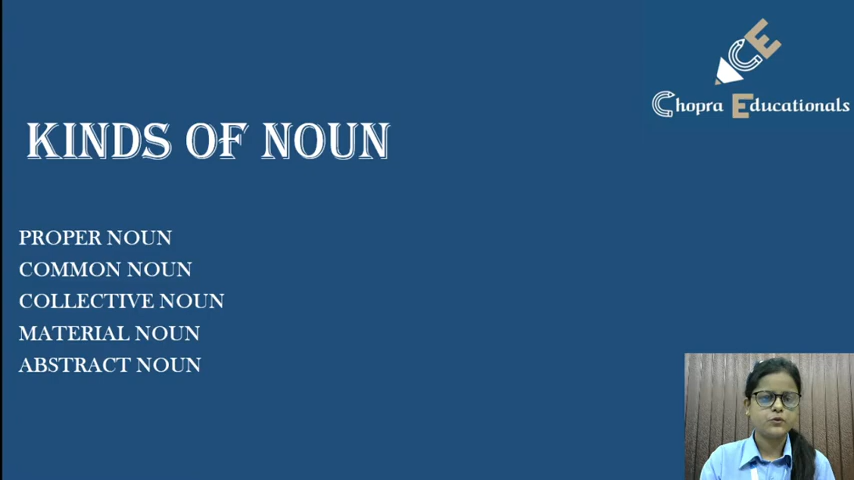 Chopra Educationals
KINDS OF NOUN
PROPER NOUN
COMMON NOUN
COLLECTIVE NOUN
MATERIAL NOUN
ABSTRACT NOUN